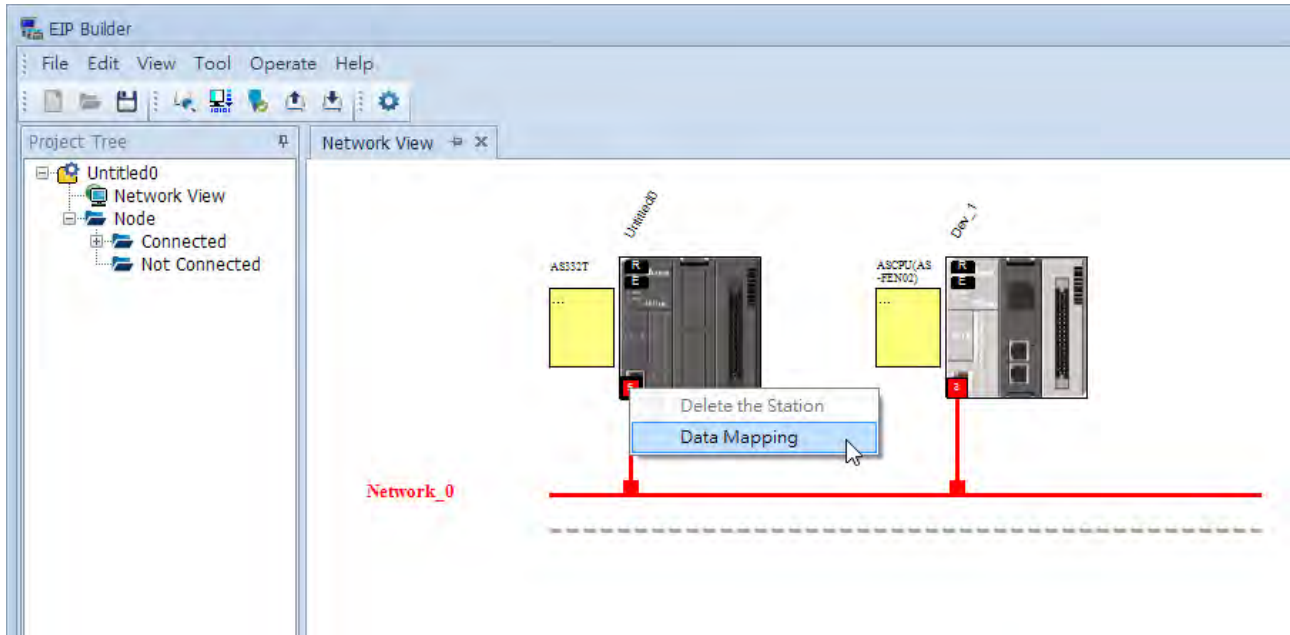 EIP Builder
File Edit View Tool Operate Help
Project Tree
Network View
Untitled0
Network View
Node
Connected
Not Connected
Untitled0
Dev_1
AS332T
ASCPU(AS
-FEN02)
R
E
R
E
...
...
Delete the Station
Data Mapping
Network_0